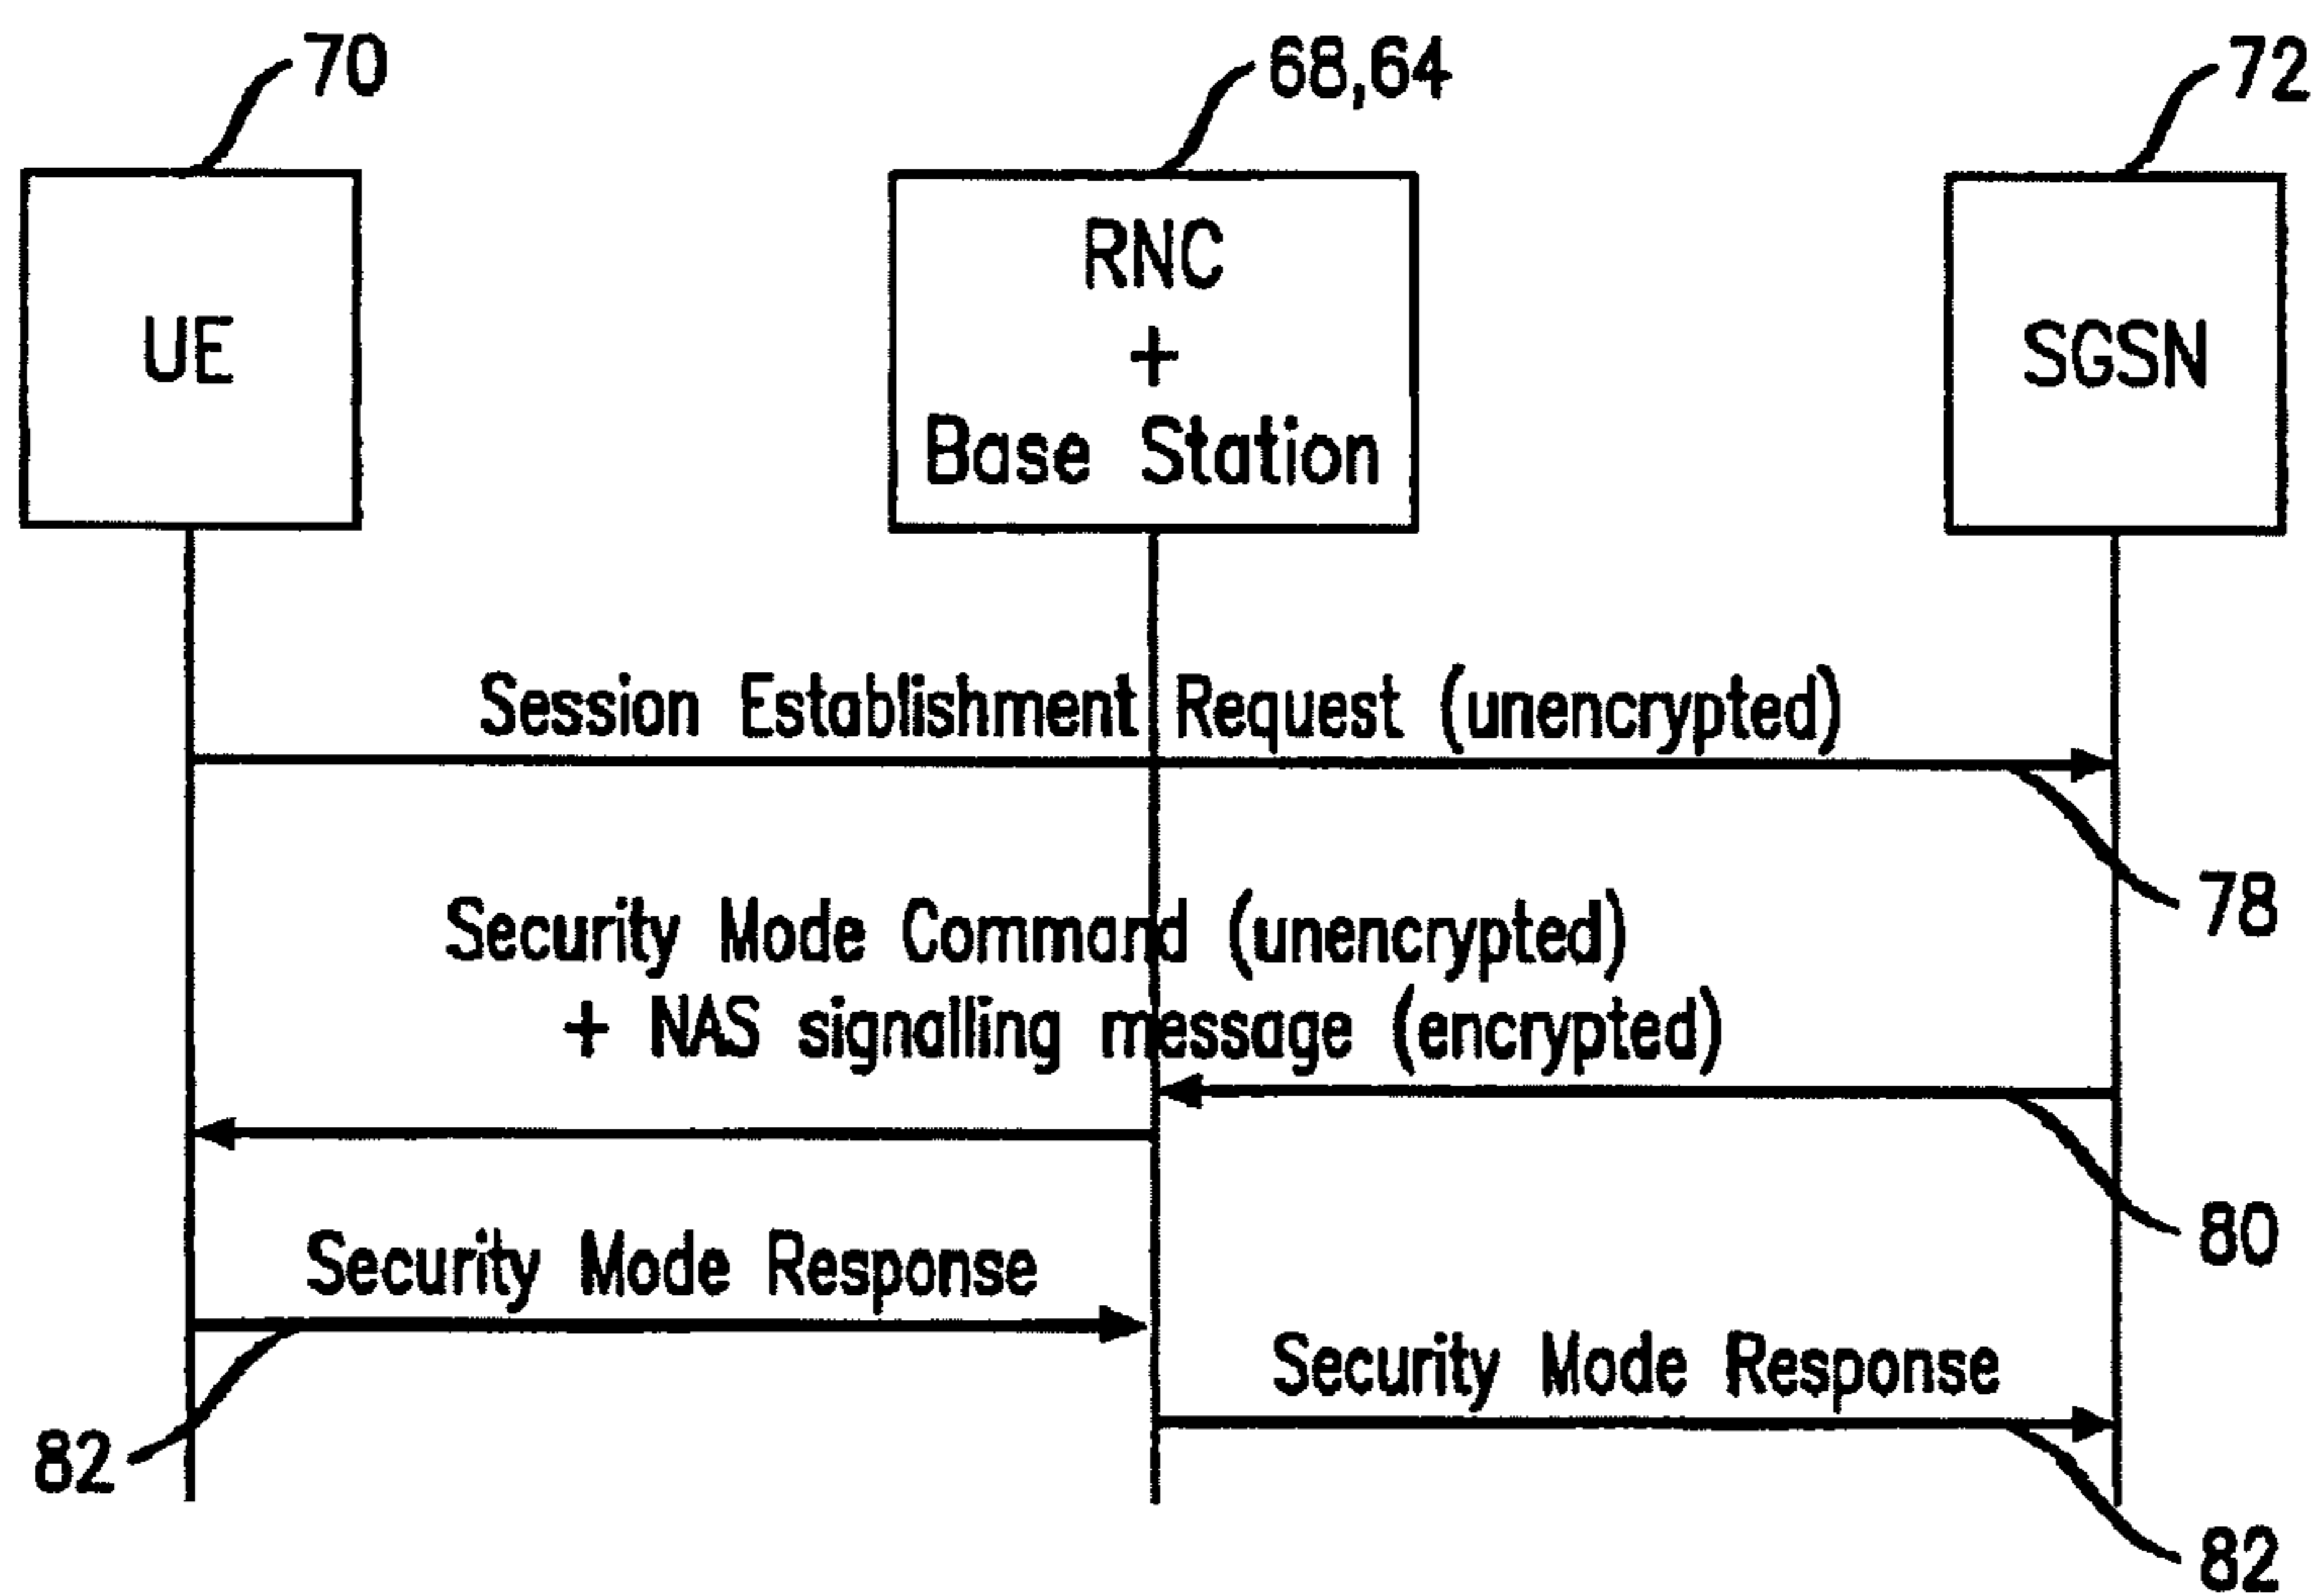 70
68,64
72
UE
RNC
+
Base Station
SGSN
Session Establishment Request (unencrypted)
78
Security Mode Command (unencrypted)
+ NAS signalling message (encrypted)
80
Security Mode Response
Security Mode Response
82
82